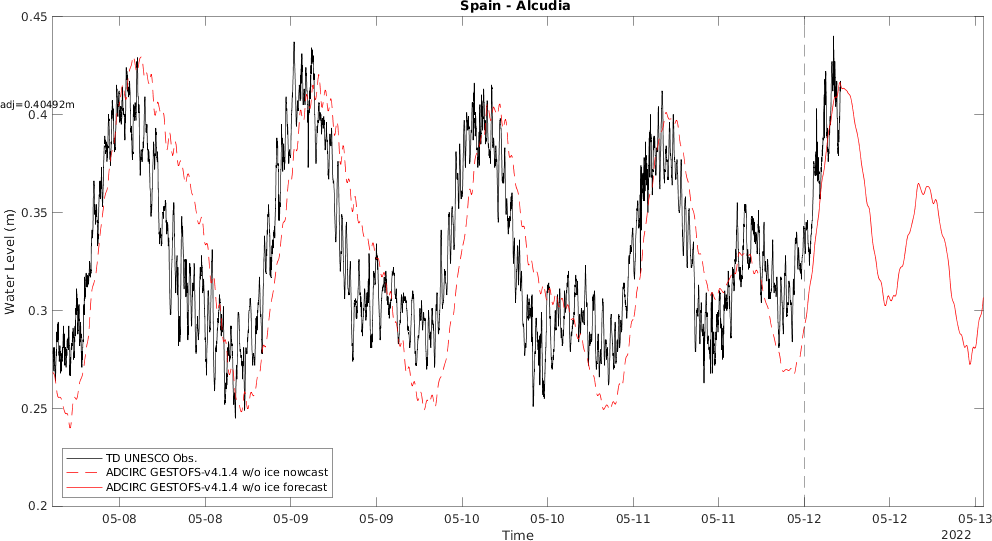 Spain - Alcudia
0.45
adj=0.40492m
0.4
0.35
0.3
0.25
0.2
Water Level (m)
TD UNESCO Obs.
ADCIRC GESTOFS-v4.1.4 w/o ice nowcast
ADCIRC GESTOFS-v4.1.4 w/o ice forecast
05-08 05-08 05-09 05-09 05-10 05-10 05-11 05-11 05-12 05-12 05-13
Time
2022